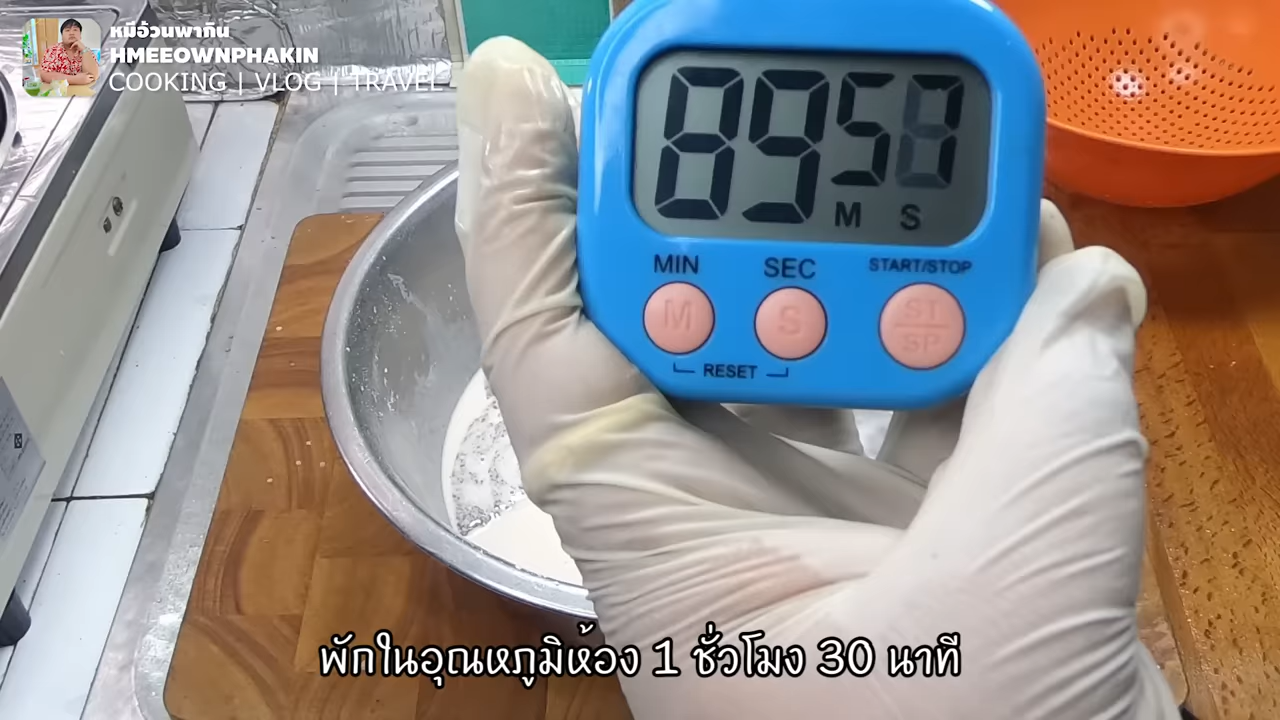 หมีอ้วนพากิน
HMEEOWNPHAKIN
COOKING | VLOG | TRAVEL
89 57
M S
MIN SEC START/STOP
M S ST
SP
RESET
พักในอุณหภูมิห้อง 1 ชั่วโมง 30 นาที